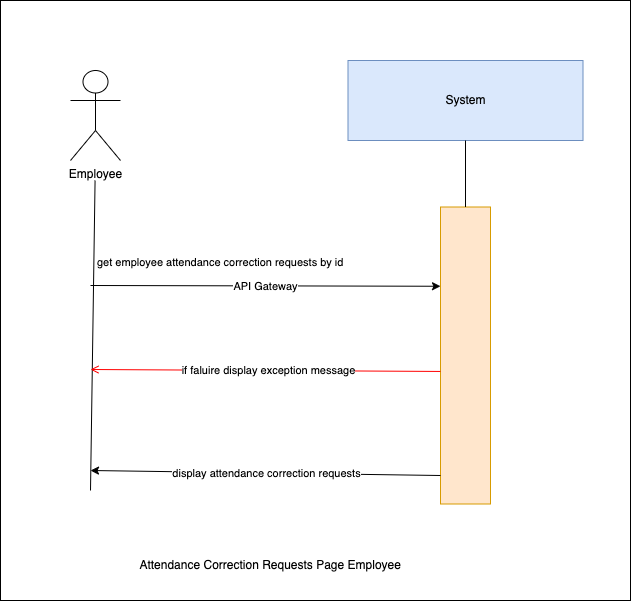 System
Employee
get employee attendance correction requests by id
API Gateway
if faluire display exception message
display attendance correction requests
Attendance Correction Requests Page Employee